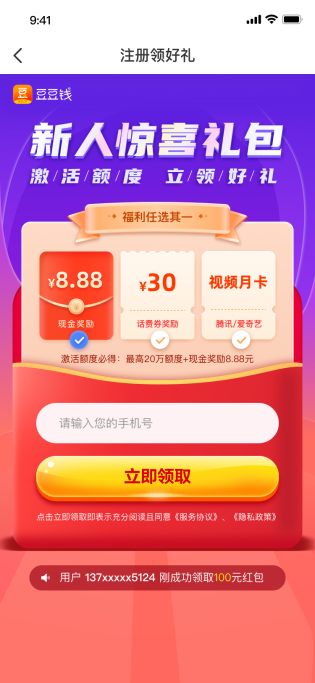 9:41
注册领好礼
豆 豆豆钱
新人惊喜礼包
激/活/额/度 立/领/好/礼
福利任选其一
¥8.88 ¥30 视频月卡
现金奖励 话费券奖励 腾讯/爱奇艺
激活额度必得：最高20万额度+现金奖励8.88元
请输入您的手机号
立即领取
点击立即领取即表示充分阅读且同意《服务协议》、《隐私政策》
用户 137xxxxx5124 刚成功领取100元红包